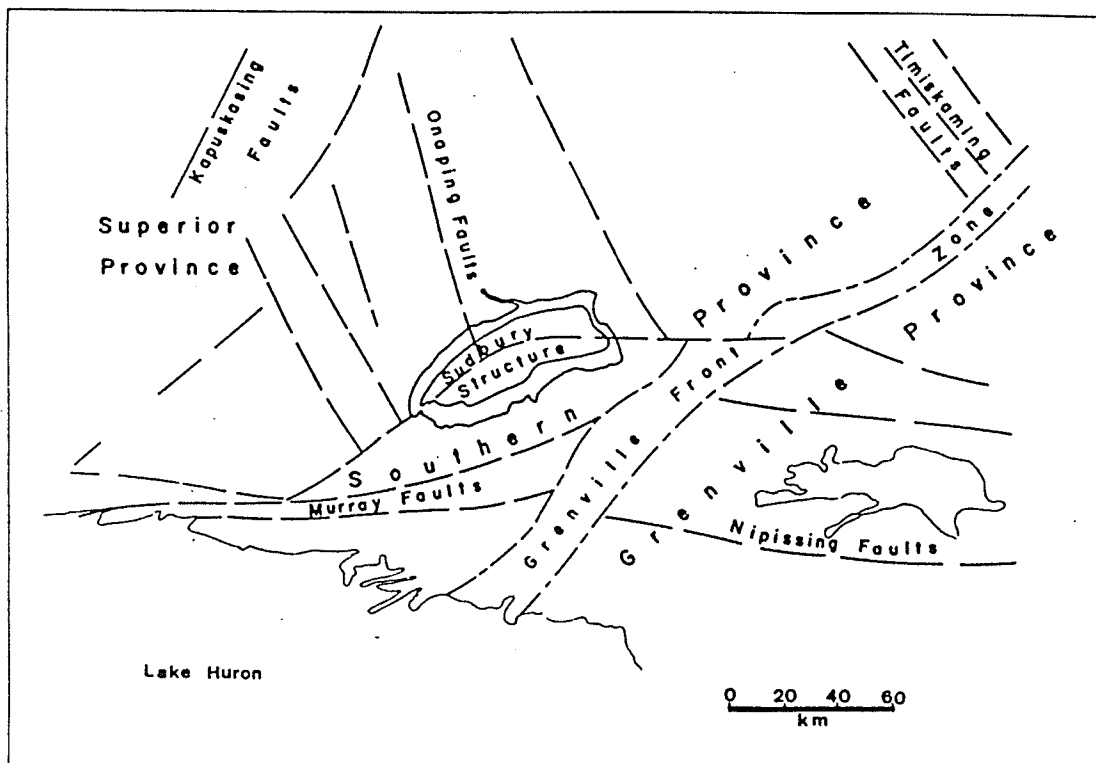 Kapuskasing
Faults
Onaping Faults
Timiskaming
Faults
Superior
Province
Sudbury
Structure
Southern Province
Murray Faults
Grenville Front Zone
Grenville Province
Nipissing Faults
Lake Huron
0 20 40 60
km